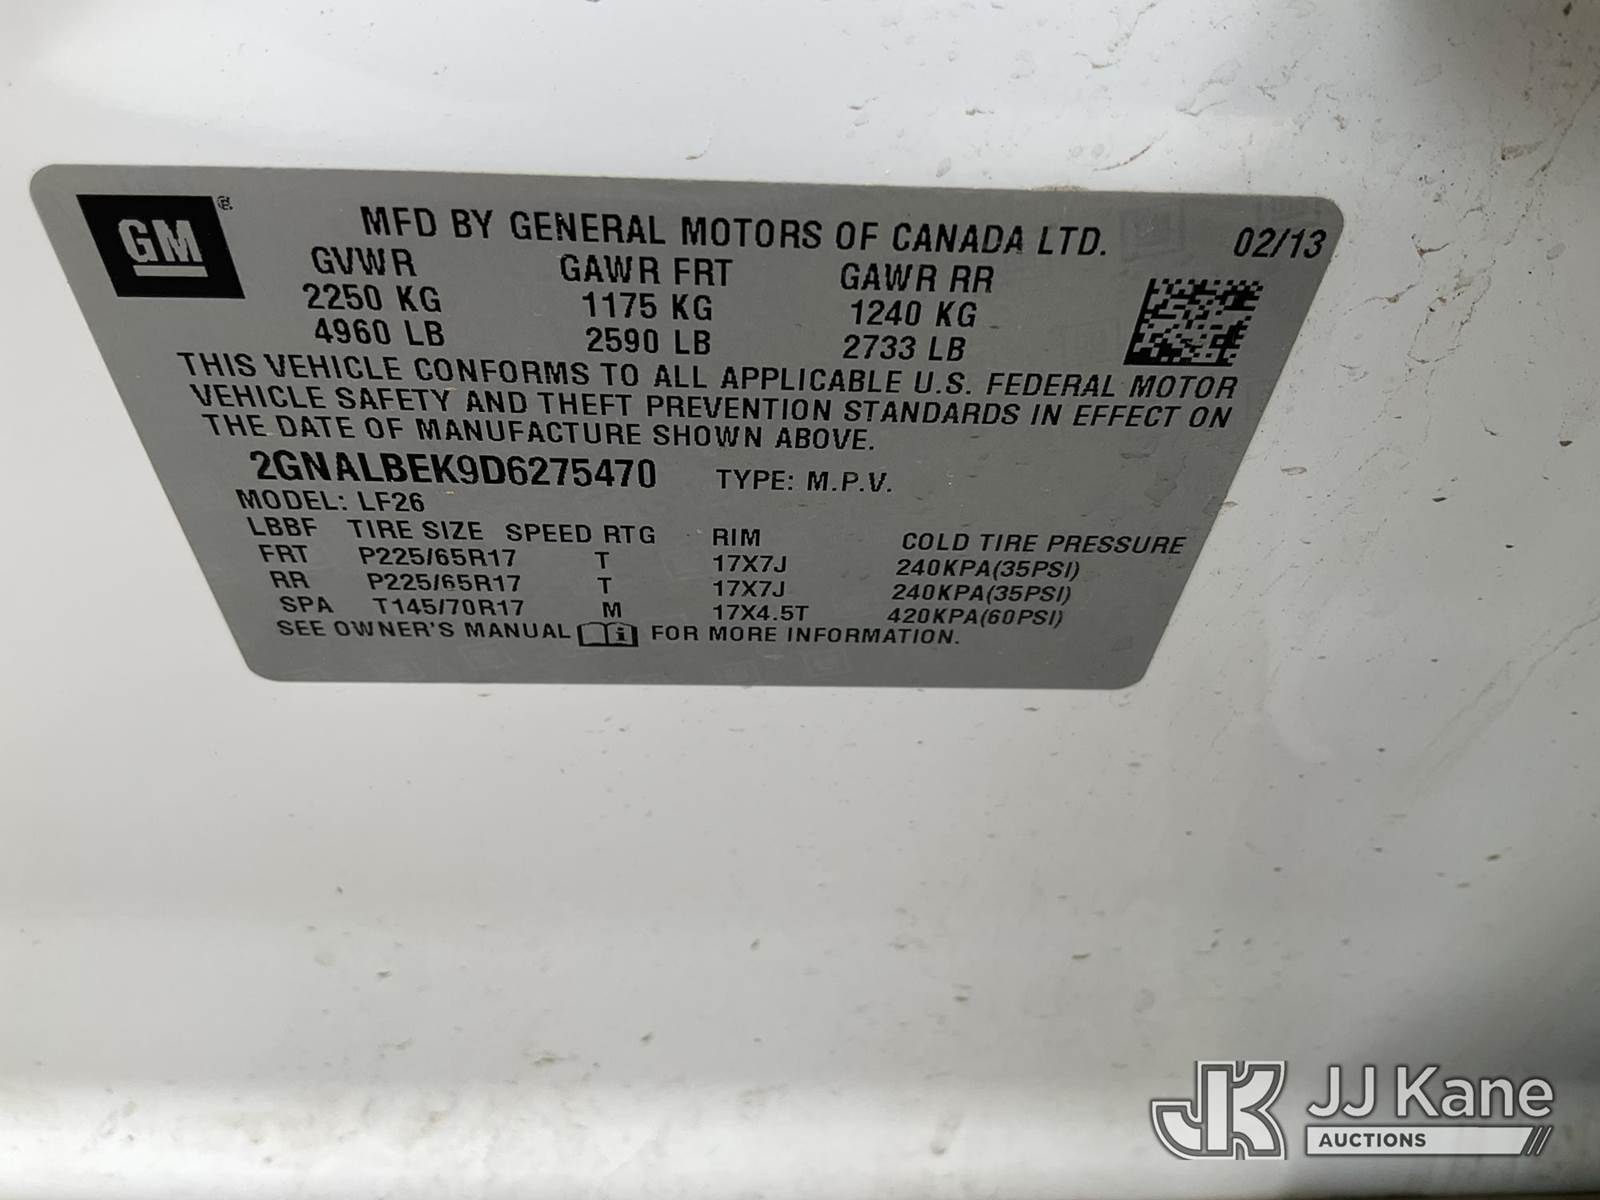 GM
MFD BY GENERAL MOTORS OF CANADA LTD. 02/13
GVWR GAWR FRT GAWR RR
2250 KG 1175 KG 1240 KG
4960 LB 2590 LB 2733 LB
THIS VEHICLE CONFORMS TO ALL APPLICABLE U.S. FEDERAL MOTOR
VEHICLE SAFETY AND THEFT PREVENTION STANDARDS IN EFFECT ON
THE DATE OF MANUFACTURE SHOWN ABOVE.
2GNALBEK9D6275470 TYPE: M.P.V.
MODEL: LF26
LBBF TIRE SIZE SPEED RTG RIM COLD TIRE PRESSURE
FRT P225/65R17 T 17X7J 240KPA(35PSI)
RR P225/65R17 T 17X7J 240KPA(35PSI)
SPA T145/70R17 M 17X4.5T 420KPA(60PSI)
SEE OWNER'S MANUAL FOR MORE INFORMATION.
JK JJ Kane
AUCTIONS